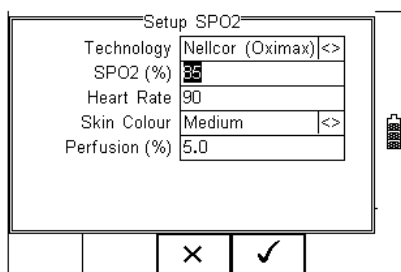 Setup SPO2
Technology Nellcor (Oximax) <>
SPO2 (%) 85
Heart Rate 90
Skin Colour Medium <>
Perfusion (%) 5.0